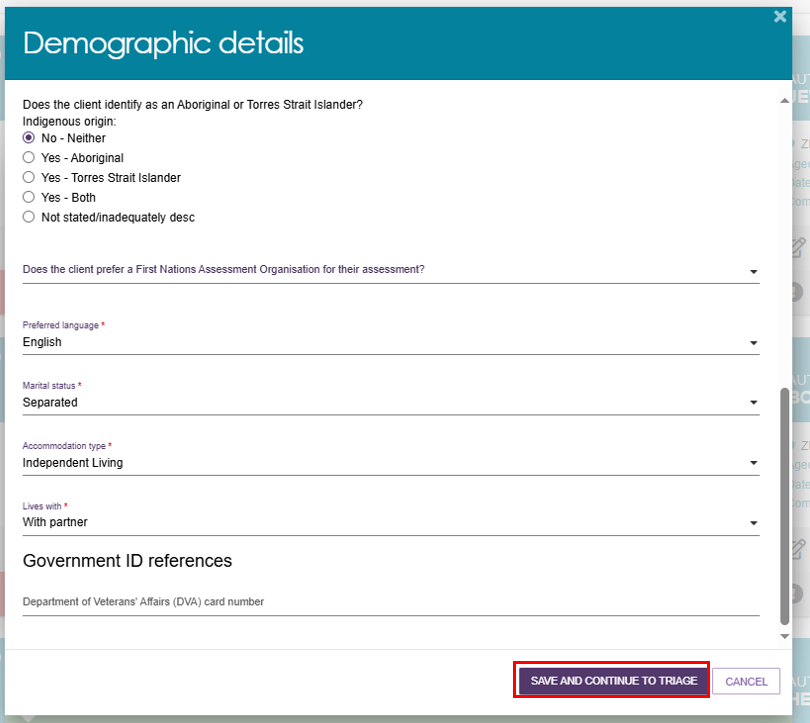 Demographic details
Does the client identify as an Aboriginal or Torres Strait Islander?
Indigenous origin:
No - Neither
Yes - Aboriginal
Yes - Torres Strait Islander
Yes - Both
Not stated/inadequately desc
Does the client prefer a First Nations Assessment Organisation for their assessment?
Preferred language *
English
Marital status *
Separated
Accommodation type *
Independent Living
Lives with *
With partner
Government ID references
Department of Veterans' Affairs (DVA) card number
SAVE AND CONTINUE TO TRIAGE
CANCEL